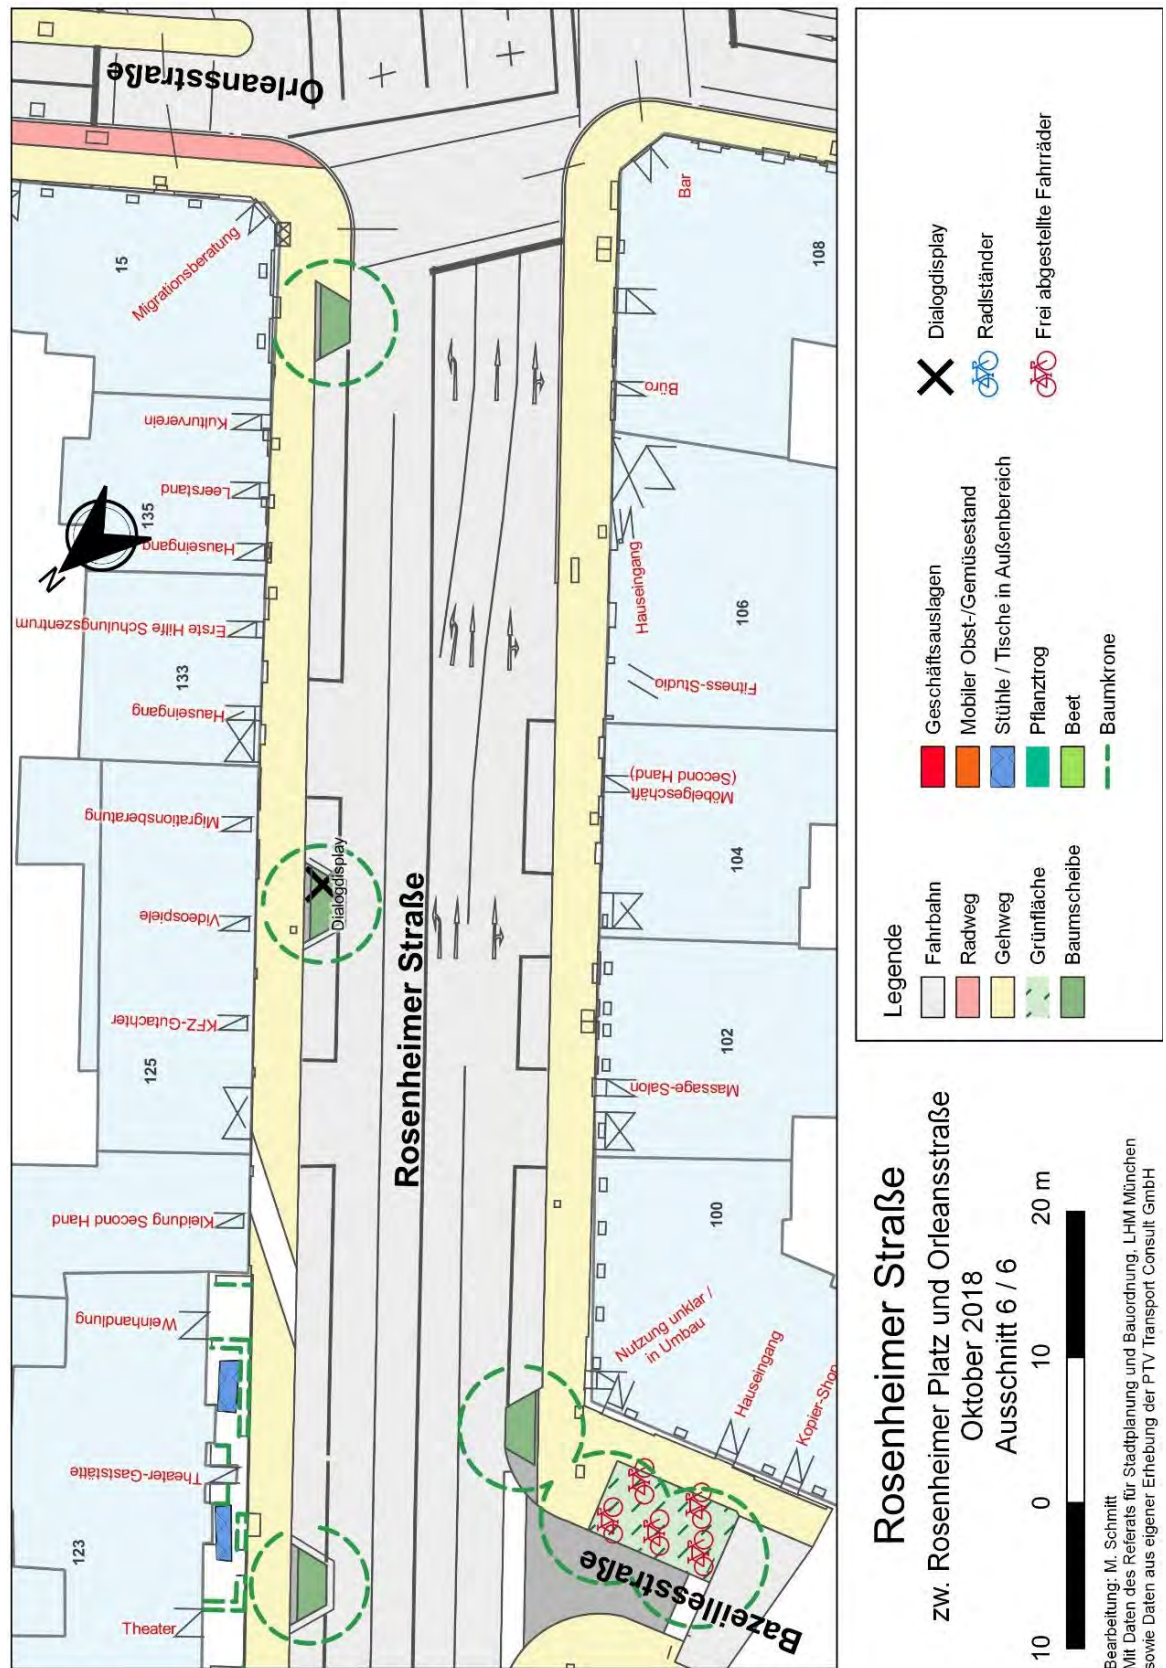 Orleansstraße
Migrationsberatung
15
Kulturverein
Leerstand
135
Hauseingang
N
Erste Hilfe Schulungszentrum
133
Hauseingang
Migrationsberatung
Videospiele
Dialogdisplay
KFZ-Gutachter
125
Kleidung Second Hand
Weinhandlung
Theater-Gaststätte
123
Theater
Rosenheimer Straße
Bar
108
Büro
Hauseingang
106
Fitness-Studio
Möbelgeschäft
(Second Hand)
104
102
Massage-Salon
100
Nutzung unklar /
in Umbau
Hauseingang
Kopier-Shop
Bazeillesstraße
Rosenheimer Straße
zw. Rosenheimer Platz und Orleansstraße
Oktober 2018
Ausschnitt 6 / 6
10 0 10 20 m
Bearbeitung: M. Schmitt
Mit Daten des Referats für Stadtplanung und Bauordnung, LHM München
sowie Daten aus eigener Erhebung der PTV Transport Consult GmbH
Legende
Fahrbahn
Radweg
Gehweg
Grünfläche
Baumscheibe
Geschäftsauslagen
Mobiler Obst-/Gemüsestand
Stühle / Tische in Außenbereich
Pflanztrog
Beet
Baumkrone
Dialogdisplay
Radlständer
Frei abgestellte Fahrräder